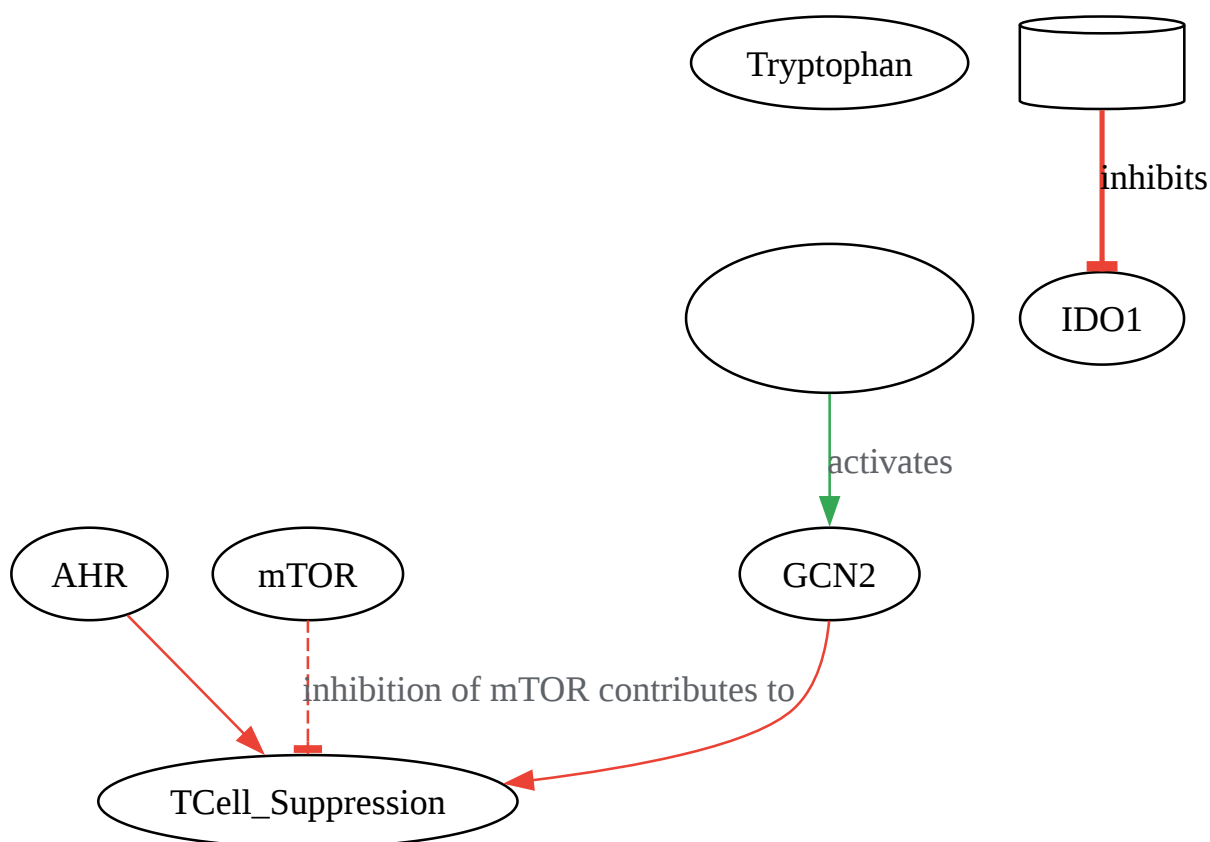 Tryptophan
inhibits
IDO1
activates
AHR
mTOR
GCN2
inhibition of mTOR contributes to
TCell_Suppression